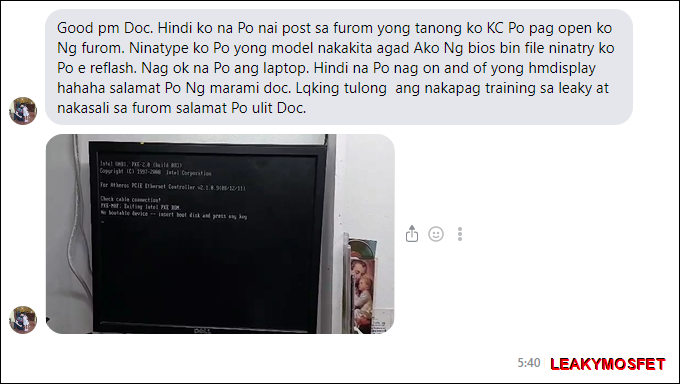 Good pm Doc. Hindi ko na Po nai post sa furom yong tanong ko KC Po pag open ko
Ng furom. Ninatype ko Po yong model nakakita agad Ako Ng bios bin file ninatry ko
Po e reflash. Nag ok na Po ang laptop. Hindi na Po nag on and of yong hmdisplay
hahaha salamat Po Ng marami doc. Lqking tulong  ang nakapag training sa leaky at
nakasali sa furom salamat Po ulit Doc.
Intel UNDI, PXE-2.0 (build 082)
Copyright (C) 1997-2000  Intel Corporation
For Atheros PCIE Ethernet Controller v2.1.0.9(09/12/11)
Check cable connection!
PXE-M0F: Exiting Intel PXE ROM.
No bootable device -- insert boot disk and press any key
DELL
5:40 LEAKYMOSFET